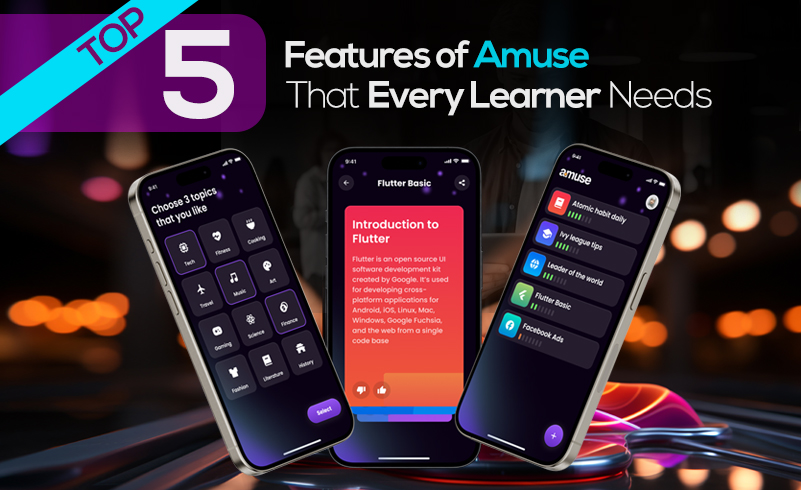 TOP
5
Features of Amuse
That Every Learner Needs
9:41
Choose 3 topics
that you like
Tech
Fitness
Cooking
Travel
Music
Art
Gaming
Science
Finance
Fashion
Literature
History
Select
9:41
Flutter Basic
Introduction to
Flutter
Flutter is an open source UI
software development kit
created by Google. It's used
for developing cross-
platform applications for
Android, iOS, Linux, Mac,
Windows, Google Fuchsia,
and the web from a single
code base
9:41
amuse
Atomic habit daily
Ivy league tips
Leader of the world
Flutter Basic
Facebook Ads